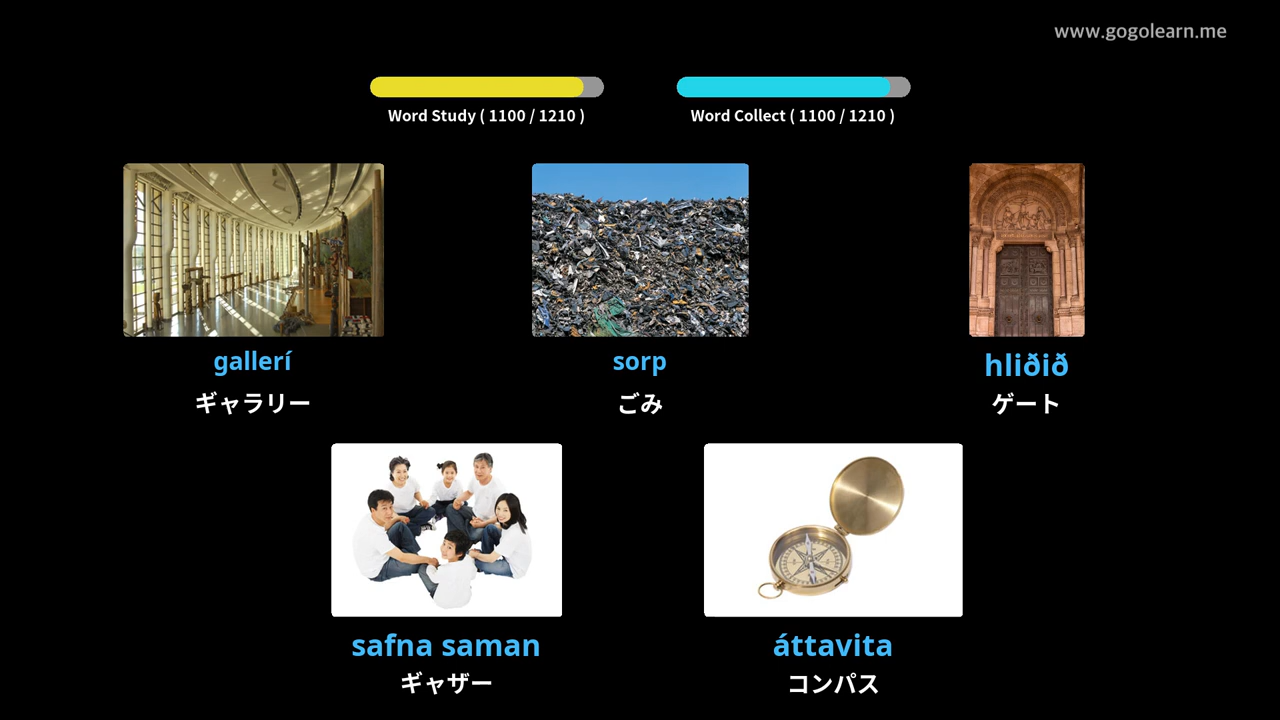 www.gogolearn.me
Word Study ( 1100 / 1210 )
Word Collect ( 1100 / 1210 )
gallerí
ギャラリー
sorp
ごみ
hliðið
ゲート
safna saman
ギャザー
áttavita
コンパス